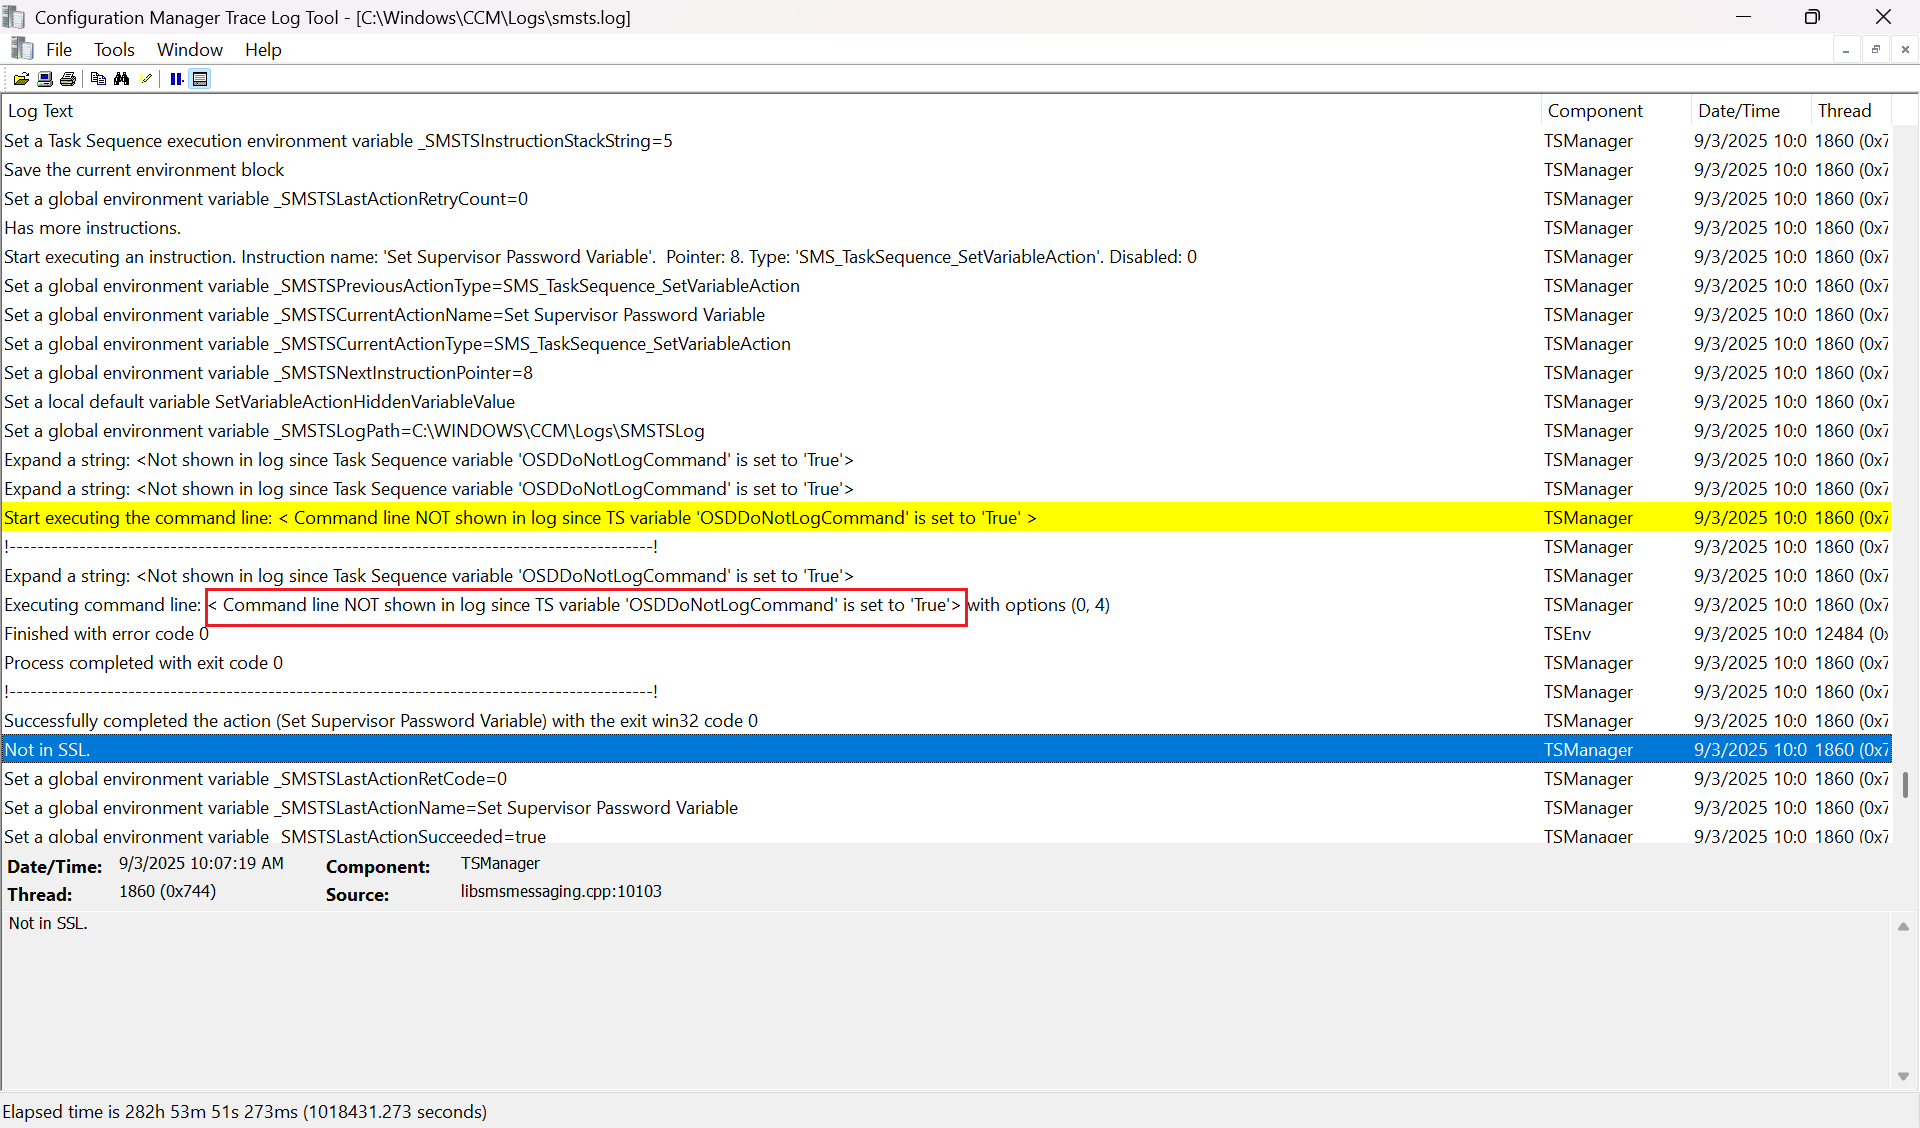 Configuration Manager Trace Log Tool - [C:\Windows\CCM\Logs\smsts.log]
File Tools Window Help
Log Text Component Date/Time Thread
Set a Task Sequence execution environment variable _SMSTSInstructionStackString=5 TSManager 9/3/2025 10:0 1860 (0x7
Save the current environment block TSManager 9/3/2025 10:0 1860 (0x7
Set a global environment variable _SMSTSLastActionRetryCount=0 TSManager 9/3/2025 10:0 1860 (0x7
Has more instructions. TSManager 9/3/2025 10:0 1860 (0x7
Start executing an instruction. Instruction name: 'Set Supervisor Password Variable'.  Pointer: 8. Type: 'SMS_TaskSequence_SetVariableAction'. Disabled: 0 TSManager 9/3/2025 10:0 1860 (0x7
Set a global environment variable _SMSTSPreviousActionType=SMS_TaskSequence_SetVariableAction TSManager 9/3/2025 10:0 1860 (0x7
Set a global environment variable _SMSTSCurrentActionName=Set Supervisor Password Variable TSManager 9/3/2025 10:0 1860 (0x7
Set a global environment variable _SMSTSCurrentActionType=SMS_TaskSequence_SetVariableAction TSManager 9/3/2025 10:0 1860 (0x7
Set a global environment variable _SMSTSNextInstructionPointer=8 TSManager 9/3/2025 10:0 1860 (0x7
Set a local default variable SetVariableActionHiddenVariableValue TSManager 9/3/2025 10:0 1860 (0x7
Set a global environment variable _SMSTSLogPath=C:\WINDOWS\CCM\Logs\SMSTSLog TSManager 9/3/2025 10:0 1860 (0x7
Expand a string: <Not shown in log since Task Sequence variable 'OSDDoNotLogCommand' is set to 'True'> TSManager 9/3/2025 10:0 1860 (0x7
Expand a string: <Not shown in log since Task Sequence variable 'OSDDoNotLogCommand' is set to 'True'> TSManager 9/3/2025 10:0 1860 (0x7
Start executing the command line: < Command line NOT shown in log since TS variable 'OSDDoNotLogCommand' is set to 'True' > TSManager 9/3/2025 10:0 1860 (0x7
!--------------------------------------------------------------------------------------------! TSManager 9/3/2025 10:0 1860 (0x7
Expand a string: <Not shown in log since Task Sequence variable 'OSDDoNotLogCommand' is set to 'True'> TSManager 9/3/2025 10:0 1860 (0x7
Executing command line: < Command line NOT shown in log since TS variable 'OSDDoNotLogCommand' is set to 'True'> with options (0, 4) TSManager 9/3/2025 10:0 1860 (0x7
Finished with error code 0 TSEnv 9/3/2025 10:0 12484 (0x
Process completed with exit code 0 TSManager 9/3/2025 10:0 1860 (0x7
!--------------------------------------------------------------------------------------------! TSManager 9/3/2025 10:0 1860 (0x7
Successfully completed the action (Set Supervisor Password Variable) with the exit win32 code 0 TSManager 9/3/2025 10:0 1860 (0x7
Not in SSL. TSManager 9/3/2025 10:0 1860 (0x7
Set a global environment variable _SMSTSLastActionRetCode=0 TSManager 9/3/2025 10:0 1860 (0x7
Set a global environment variable _SMSTSLastActionName=Set Supervisor Password Variable TSManager 9/3/2025 10:0 1860 (0x7
Set a global environment variable _SMSTSLastActionSucceeded=true TSManager 9/3/2025 10:0 1860 (0x7
Date/Time: 9/3/2025 10:07:19 AM Component: TSManager
Thread: 1860 (0x744) Source: libsmsmessaging.cpp:10103
Not in SSL.
Elapsed time is 282h 53m 51s 273ms (1018431.273 seconds)